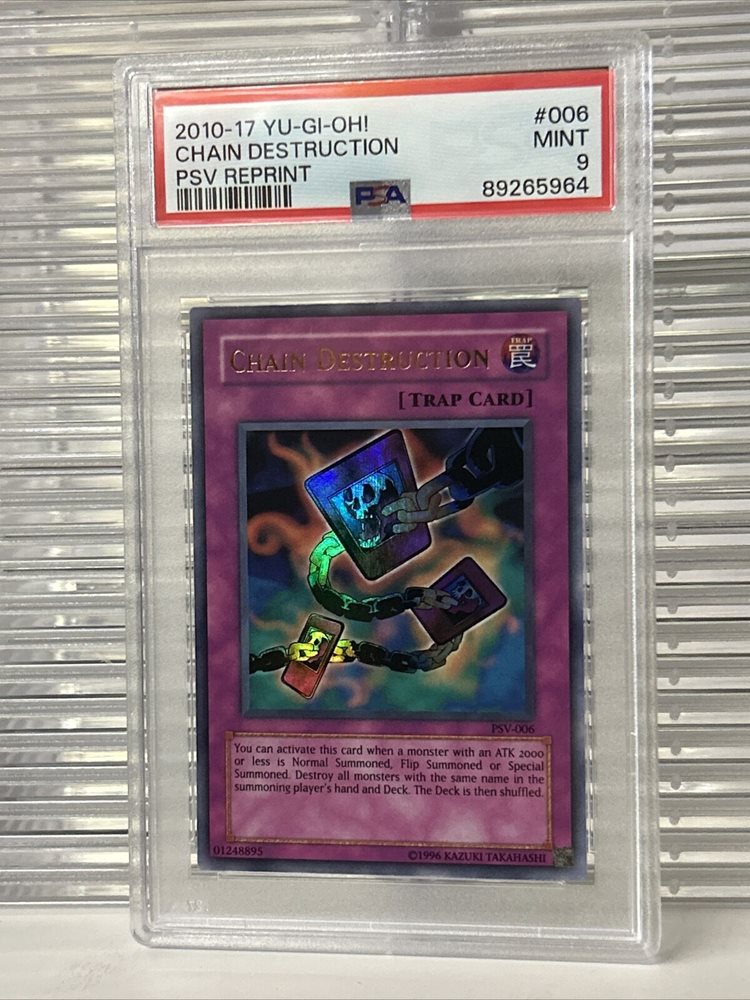 2010-17 YU-GI-OH!
#006
CHAIN DESTRUCTION
MINT
PSV REPRINT
9
PSA
89265964
CHAIN DESTRUCTION
TRAP
罠
[TRAP CARD]
PSV-006
You can activate this card when a monster with an ATK 2000
or less is Normal Summoned, Flip Summoned or Special
Summoned. Destroy all monsters with the same name in the
summoning player's hand and Deck. The Deck is then shuffled.
01248895
©1996 KAZUKI TAKAHASHI